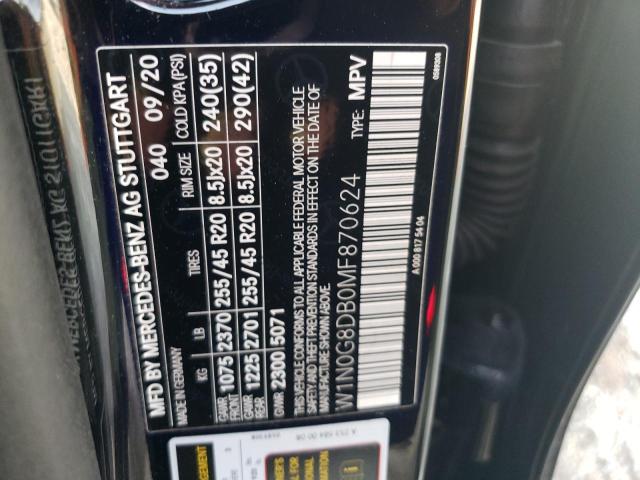 MFD BY MERCEDES-BENZ AG STUTTGART
MADE IN GERMANY 040 09/20
KG LB TIRES RIM SIZE COLD KPA(PSI)
GAWR FRONT 1075 2370 255/45 R20 8.5Jx20 240(35)
GAWR REAR 1225 2701 255/45 R20 8.5Jx20 290(42)
GVWR 2300 5071
THIS VEHICLE CONFORMS TO ALL APPLICABLE FEDERAL MOTOR VEHICLE
SAFETY, BUMPER, AND THEFT PREVENTION STANDARDS IN EFFECT ON THE DATE OF
MANUFACTURE SHOWN ABOVE.
W1N0G8DB0MF870624 TYPE: MPV
A 000 817 54 04